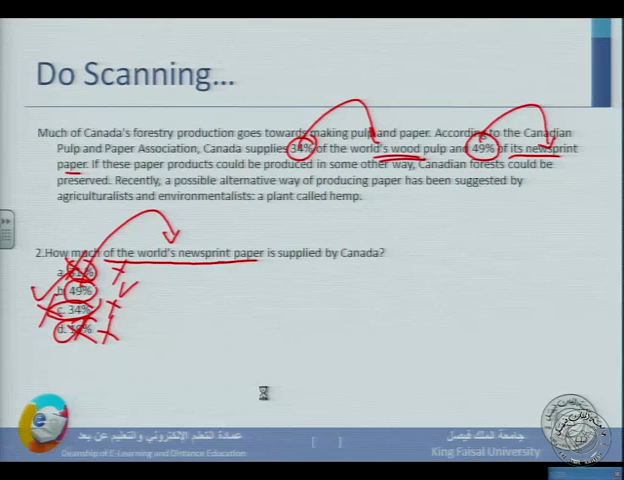 Do Scanning...
Much of Canada's forestry production goes towards making pulp and paper. According to the Canadian
Pulp and Paper Association, Canada supplies 34% of the world's wood pulp and 49% of its newsprint
paper. If these paper products could be produced in some other way, Canadian forests could be
preserved. Recently, a possible alternative way of producing paper has been suggested by
agriculturalists and environmentalists: a plant called hemp.
2.How much of the world's newsprint paper is supplied by Canada?
a.
b. 49%
c. 34%
d. 19%
عمادة التعلم الإلكتروني والتعليم عن بعد
[ ]
جامعة الملك فيصل
Deanship of E-Learning and Distance Education
King Faisal University